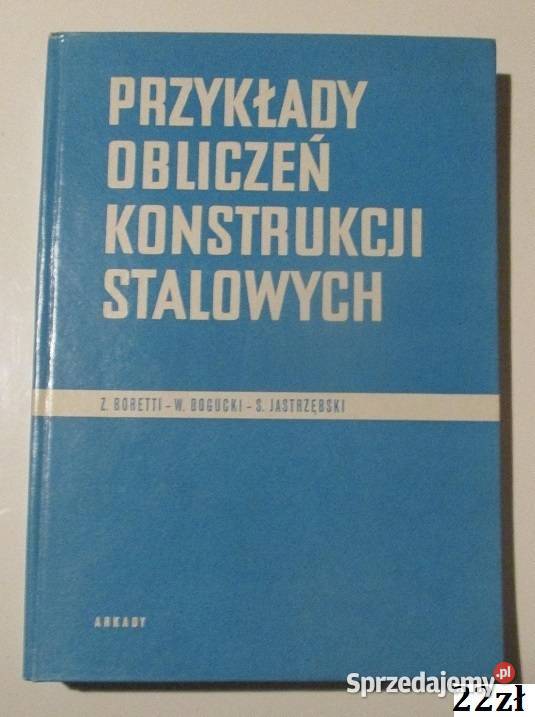 PRZYKŁADY
OBLICZEŃ
KONSTRUKCJI
STALOWYCH
Z. BORETTI – W. BOGUCKI – S. JASTRZĘBSKI
ARKADY
Sprzedajemy.pl
22zł